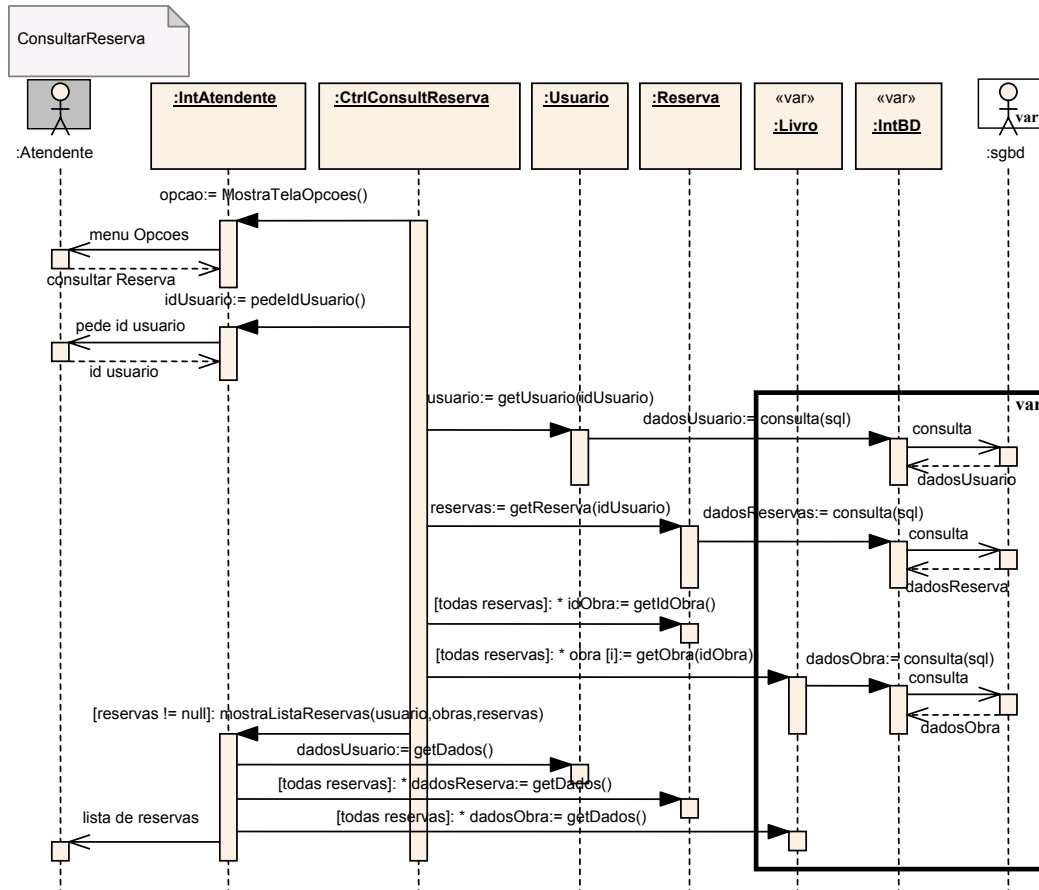 ConsultarReserva
:Atendente
:IntAtendente
:CtrlConsultReserva
:Usuario
:Reserva
«var»
:Livro
«var»
:IntBD
var
:sgbd
opcao:= MostraTelaOpcoes()
menu Opcoes
consultar Reserva
idUsuario:= pedeIdUsuario()
pede id usuario
id usuario
var
usuario:= getUsuario(idUsuario)
dadosUsuario:= consulta(sql)
consulta
dadosUsuario
reservas:= getReserva(idUsuario)
dadosReservas:= consulta(sql)
consulta
dadosReserva
[todas reservas]: * idObra:= getIdObra()
[todas reservas]: * obra [i]:= getObra(idObra)
dadosObra:= consulta(sql)
consulta
dadosObra
[reservas != null]: mostraListaReservas(usuario,obras,reservas)
dadosUsuario:= getDados()
[todas reservas]: * dadosReserva:= getDados()
[todas reservas]: * dadosObra:= getDados()
lista de reservas